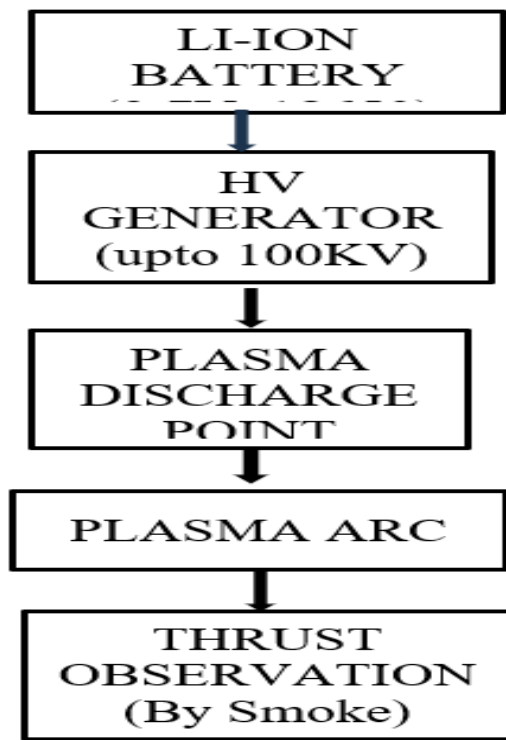 LI-ION
BATTERY
HV
GENERATOR
(upto 100KV)
PLASMA
DISCHARGE
POINT
PLASMA ARC
THRUST
OBSERVATION
(By Smoke)